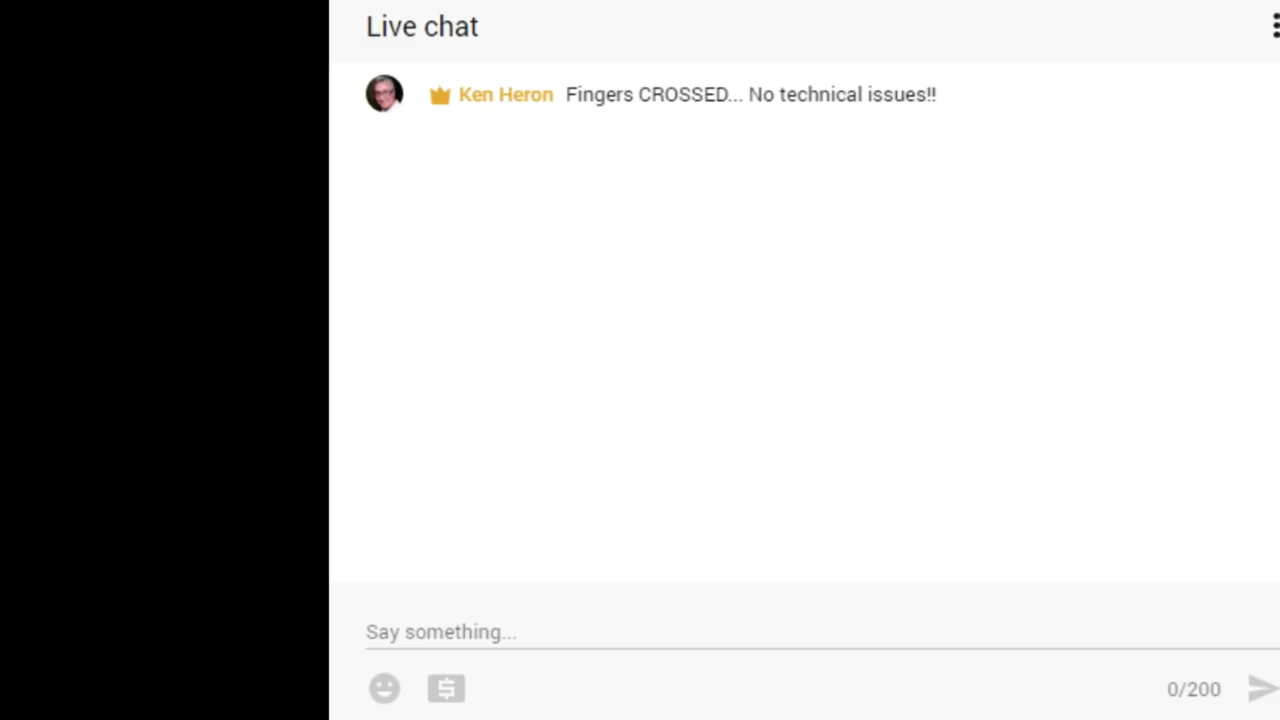 Live chat
Ken Heron Fingers CROSSED... No technical issues!!
Say something...
0/200